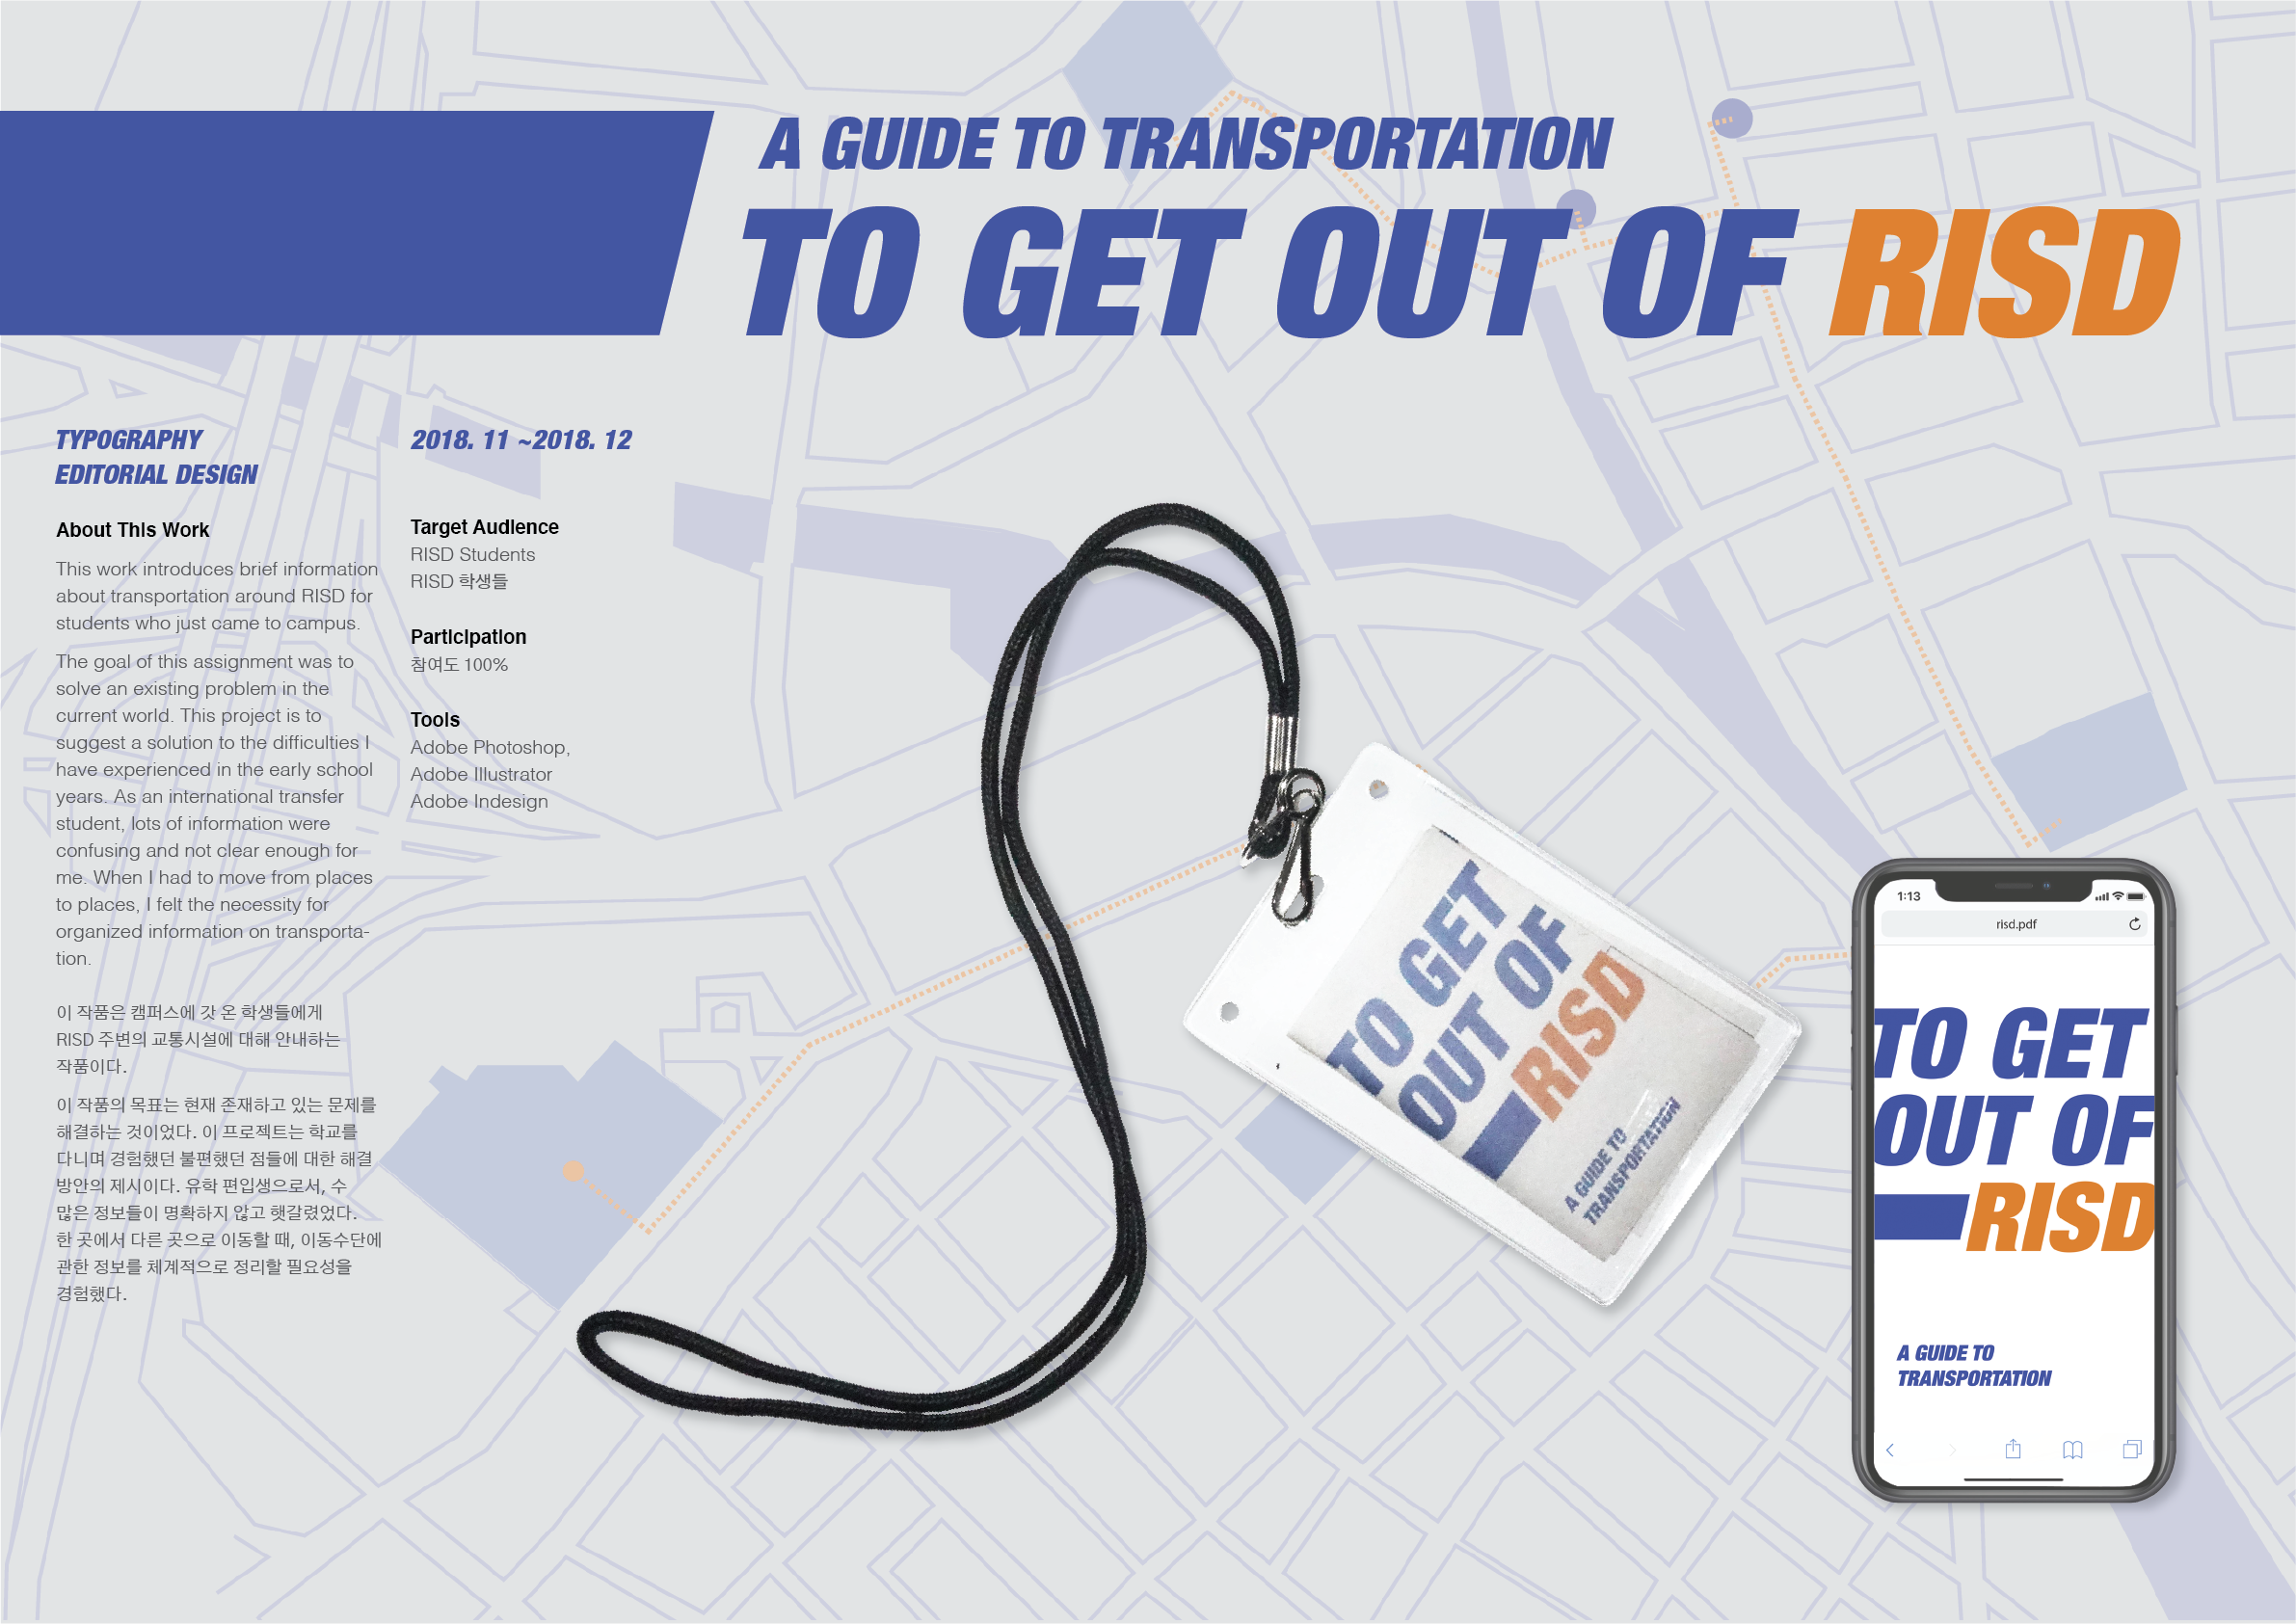 A GUIDE TO TRANSPORTATION
TO GET OUT OF RISD
TYPOGRAPHY
EDITORIAL DESIGN
About This Work
This work introduces brief information
about transportation around RISD for
students who just came to campus.
The goal of this assignment was to
solve an existing problem in the
current world. This project is to
suggest a solution to the difficulties I
have experienced in the early school
years. As an international transfer
student, lots of information were
confusing and not clear enough for
me. When I had to move from places
to places, I felt the necessity for
organized information on transporta-
tion.
이 작품은 캠퍼스에 갓 온 학생들에게
RISD 주변의 교통시설에 대해 안내하는
작품이다.
이 작품의 목표는 현재 존재하고 있는 문제를
해결하는 것이었다. 이 프로젝트는 학교를
다니며 경험했던 불편했던 점들에 대한 해결
방안의 제시이다. 유학 편입생으로서, 수
많은 정보들이 명확하지 않고 햇갈렸었다.
한 곳에서 다른 곳으로 이동할 때, 이동수단에
관한 정보를 체계적으로 정리할 필요성을
경험했다.
2018. 11 ~2018. 12
Target Audience
RISD Students
RISD 학생들
Participation
참여도 100%
Tools
Adobe Photoshop,
Adobe Illustrator
Adobe Indesign
TO GET
OUT OF
RISD
A GUIDE TO
TRANSPORTATION
1:13
risd.pdf
TO GET
OUT OF
RISD
A GUIDE TO
TRANSPORTATION